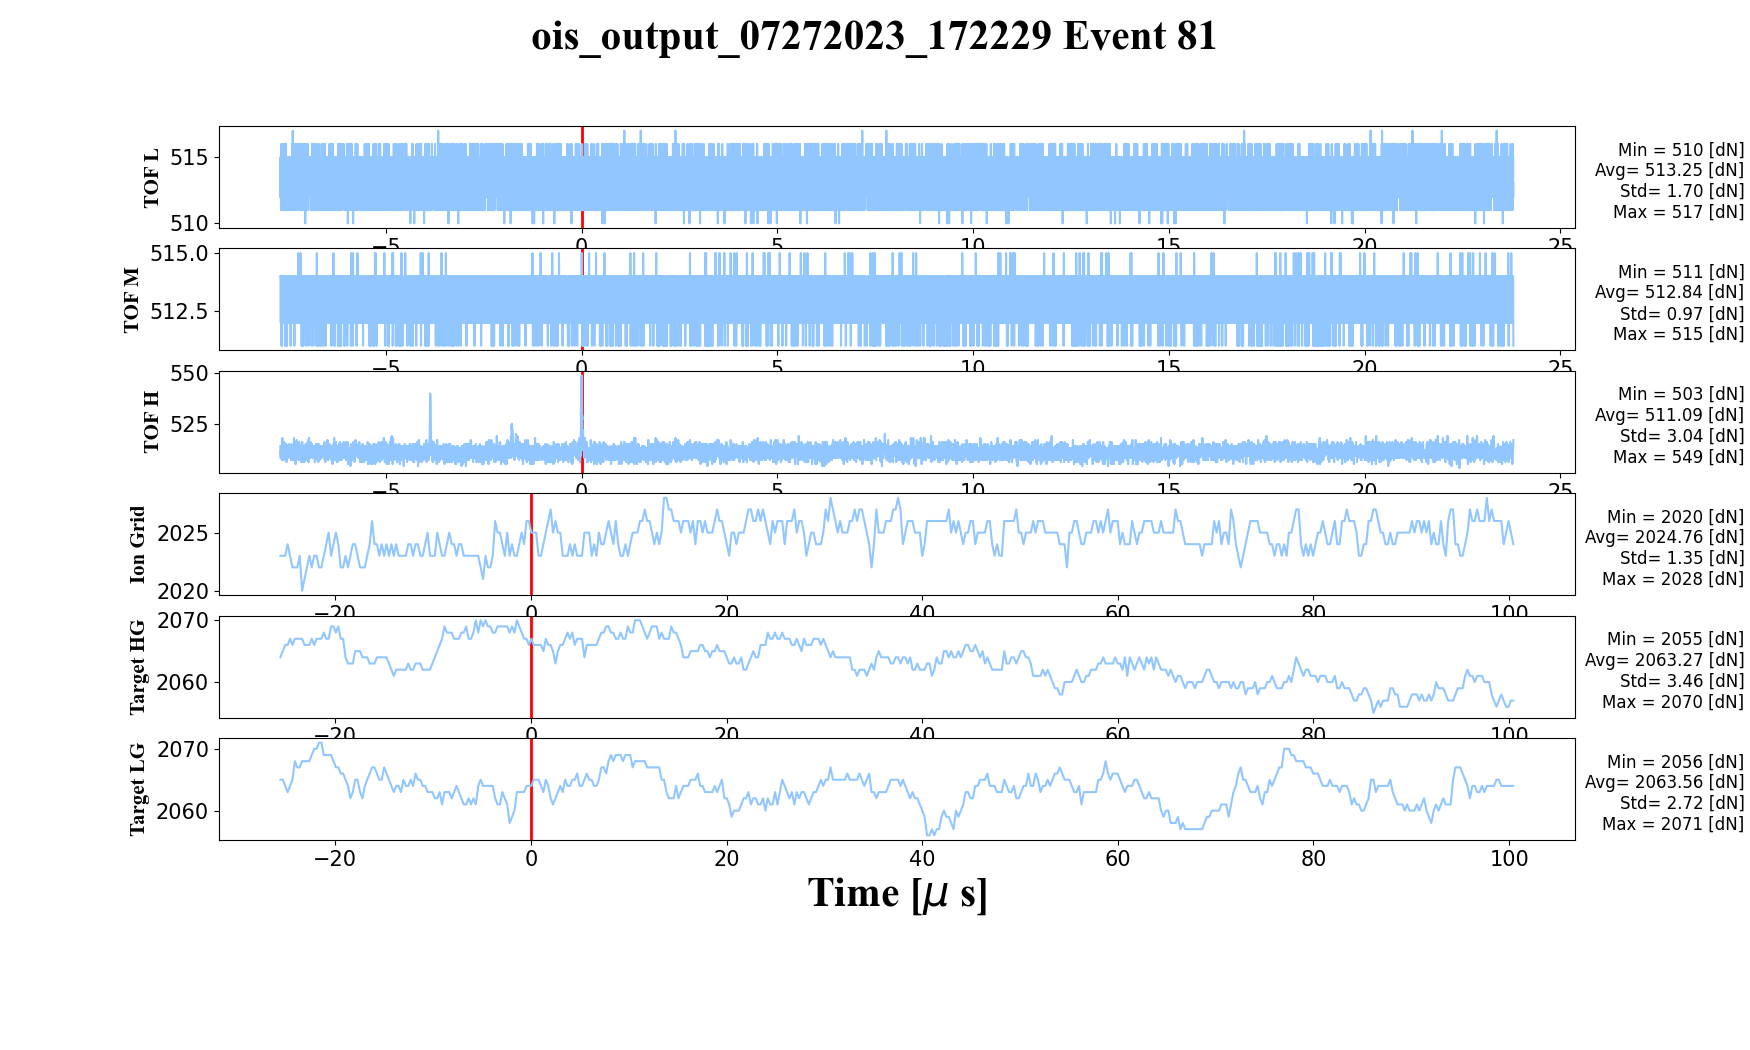 ois_output_07272023_172229 Event 81
TOF L
515
510
−5 0 5 10 15 20 25
Min = 510 [dN]
Avg= 513.25 [dN]
Std= 1.70 [dN]
Max = 517 [dN]
TOF M
515.0
512.5
−5 0 5 10 15 20 25
Min = 511 [dN]
Avg= 512.84 [dN]
Std= 0.97 [dN]
Max = 515 [dN]
TOF H
550
525
−5 0 5 10 15 20 25
Min = 503 [dN]
Avg= 511.09 [dN]
Std= 3.04 [dN]
Max = 549 [dN]
Ion Grid
2025
2020
−20 0 20 40 60 80 100
Min = 2020 [dN]
Avg= 2024.76 [dN]
Std= 1.35 [dN]
Max = 2028 [dN]
Target HG
2070
2060
−20 0 20 40 60 80 100
Min = 2055 [dN]
Avg= 2063.27 [dN]
Std= 3.46 [dN]
Max = 2070 [dN]
Target LG
2070
2060
−20 0 20 40 60 80 100
Min = 2056 [dN]
Avg= 2063.56 [dN]
Std= 2.72 [dN]
Max = 2071 [dN]
Time [μ s]